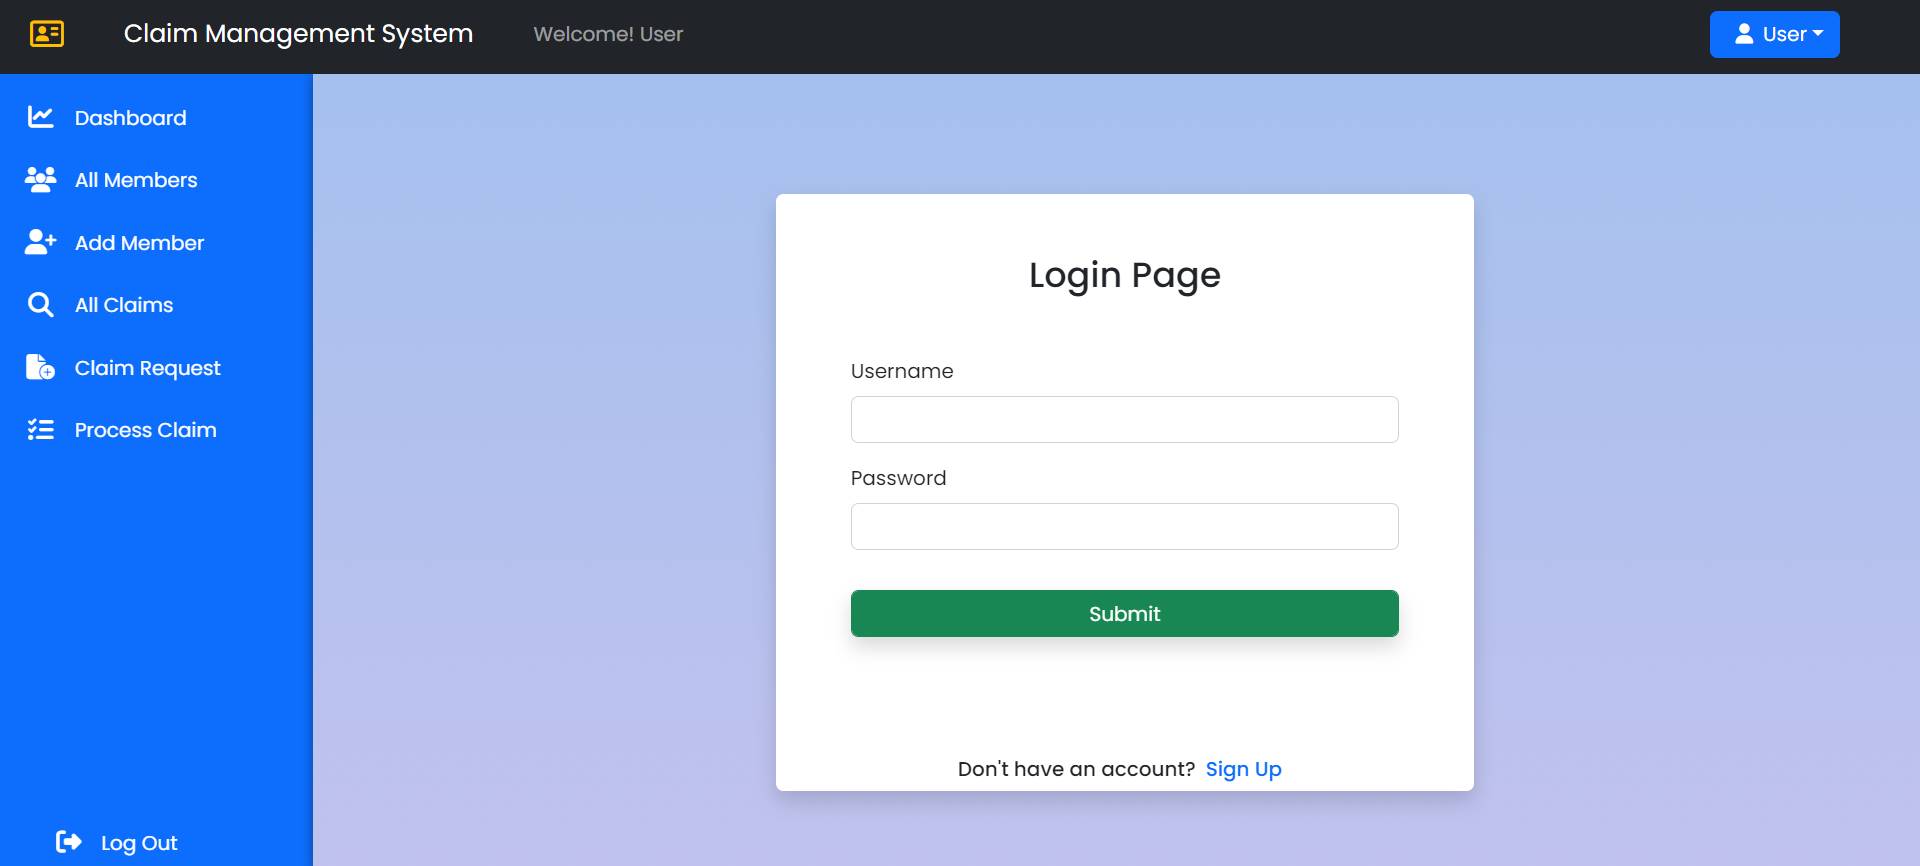 Claim Management System
Welcome! User
User
Dashboard
All Members
Add Member
All Claims
Claim Request
Process Claim
Log Out
Login Page
Username
Password
Submit
Don't have an account? Sign Up